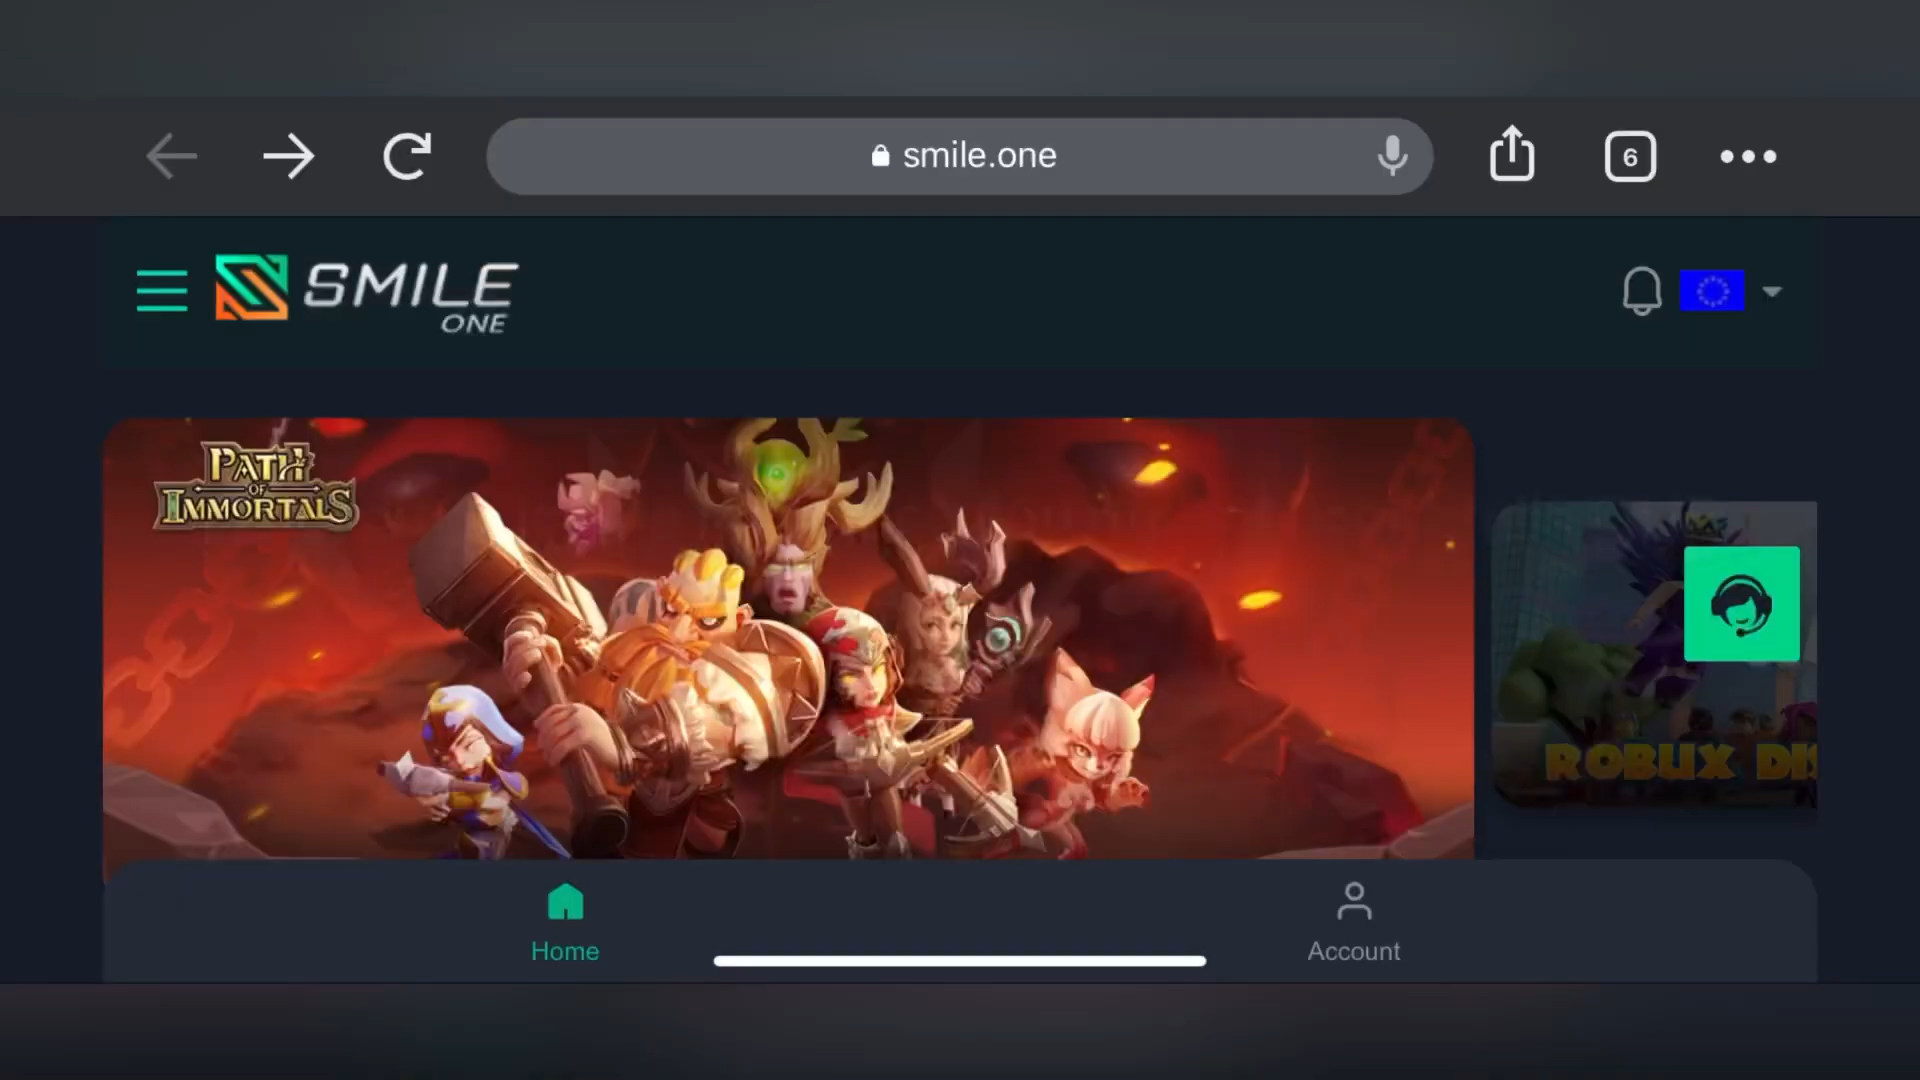 smile.one
6
SMILE
ONE
PATH
OF
IMMORTALS
ROBUX
Home
Account